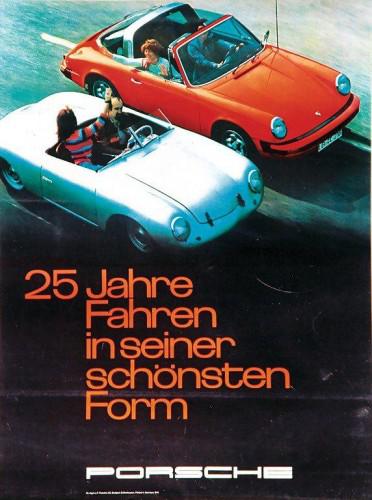 25 Jahre
Fahren
in seiner
schönsten
Form
PORSCHE